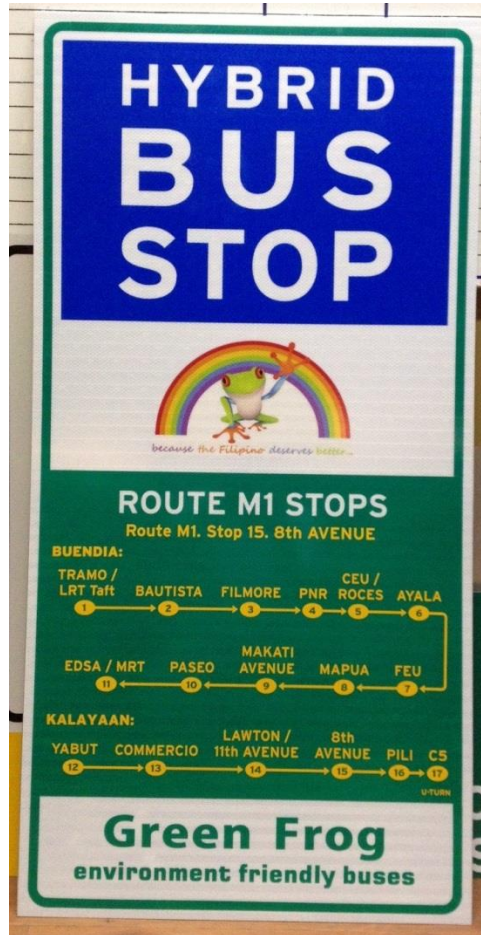 HYBRID
BUS
STOP
because the Filipino deserves better...
ROUTE M1 STOPS
Route M1. Stop 15. 8th AVENUE
BUENDIA:
TRAMO / LRT Taft BAUTISTA FILMORE PNR CEU / ROCES AYALA
1 2 3 4 5 6
EDSA / MRT PASEO MAKATI AVENUE MAPUA FEU
11 10 9 8 7
KALAYAAN:
YABUT COMMERCIO LAWTON / 11th AVENUE 8th AVENUE PILI C5
12 13 14 15 16 17
U-TURN
Green Frog
environment friendly buses